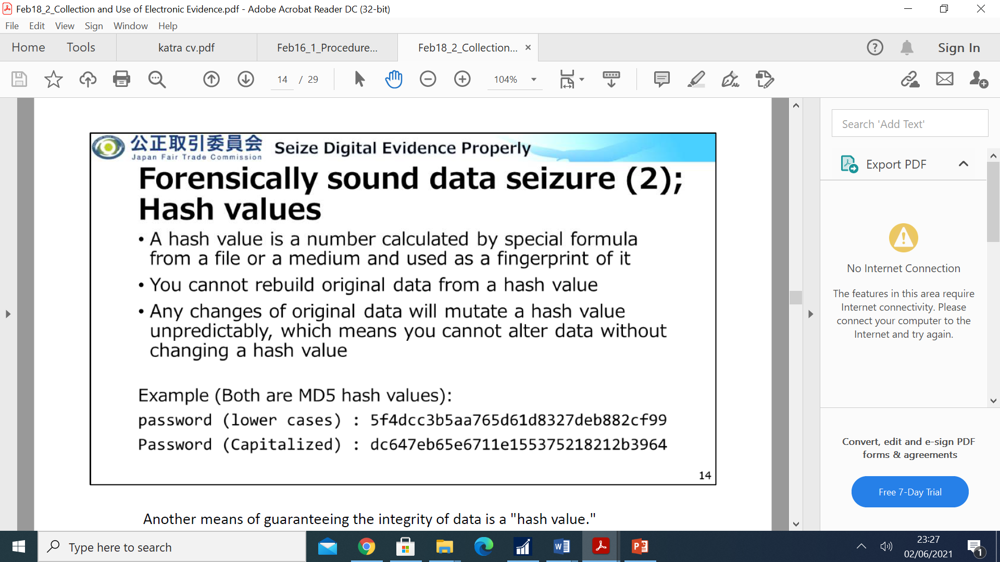 Feb18_2_Collection and Use of Electronic Evidence.pdf - Adobe Acrobat Reader DC (32-bit)
File Edit View Sign Window Help
Home Tools katra cv.pdf Feb16_1_Procedure... Feb18_2_Collection... × Sign In
14 / 29 104%
公正取引委員会 Seize Digital Evidence Properly
Japan Fair Trade Commission
Forensically sound data seizure (2);
Hash values
• A hash value is a number calculated by special formula
from a file or a medium and used as a fingerprint of it
• You cannot rebuild original data from a hash value
• Any changes of original data will mutate a hash value
unpredictably, which means you cannot alter data without
changing a hash value
Example (Both are MD5 hash values):
password (lower cases) : 5f4dcc3b5aa765d61d8327deb882cf99
Password (Capitalized) : dc647eb65e6711e155375218212b3964
14
Another means of guaranteeing the integrity of data is a "hash value."
Search 'Add Text'
Export PDF
No Internet Connection
The features in this area require
Internet connectivity. Please
connect your computer to the
Internet and try again.
Convert, edit and e-sign PDF
forms & agreements
Free 7-Day Trial
Type here to search
23:27
02/06/2021
1